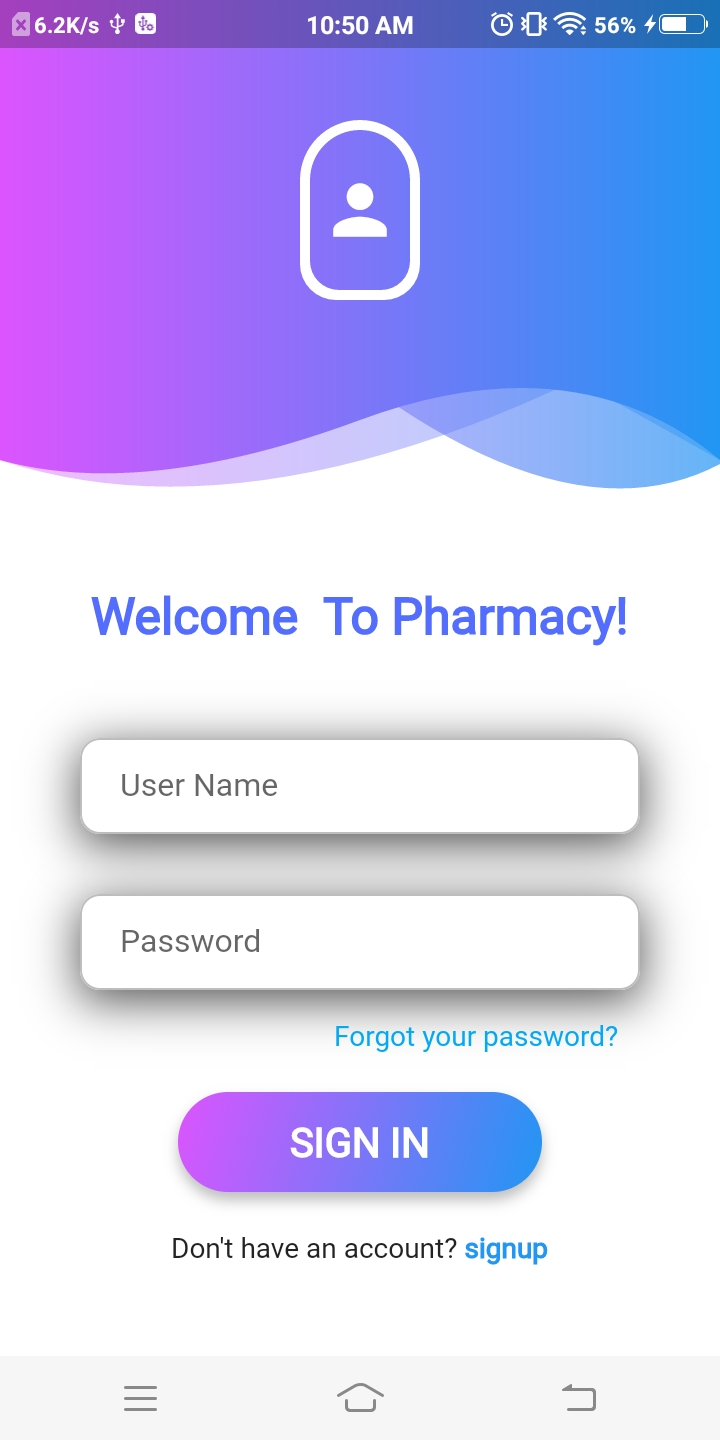 6.2K/s 10:50 AM 56%
Welcome  To Pharmacy!
User Name
Password
Forgot your password?
SIGN IN
Don't have an account? signup